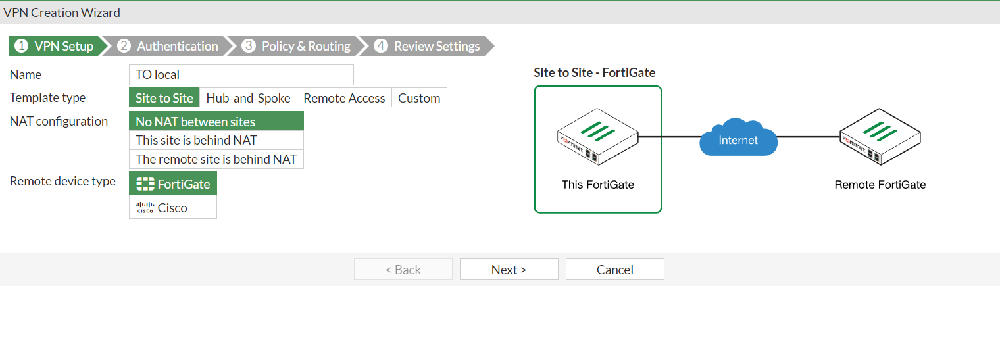 VPN Creation Wizard
1 VPN Setup 2 Authentication 3 Policy & Routing 4 Review Settings
Name TO local
Template type Site to Site Hub-and-Spoke Remote Access Custom
NAT configuration No NAT between sites
This site is behind NAT
The remote site is behind NAT
Remote device type FortiGate
CISCO Cisco
Site to Site - FortiGate
FORTINET
Internet
FORTINET
This FortiGate
Remote FortiGate
< Back Next > Cancel